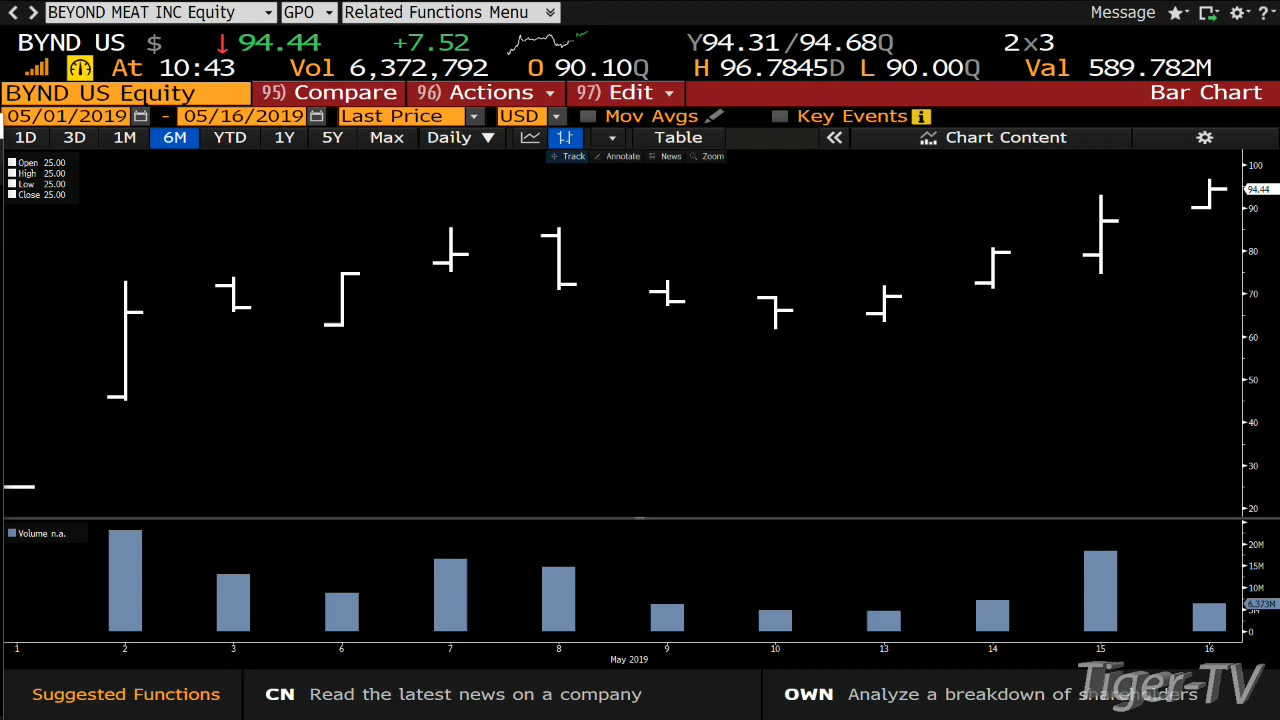 BEYOND MEAT INC Equity GPO Related Functions Menu Message ?
BYND US $ ↓ 94.44 +7.52 Y94.31 /94.68Q 2x3
At 10:43 Vol 6,372,792 O 90.10Q H 96.7845D L 90.00Q Val 589.782M
BYND US Equity 95) Compare 96) Actions 97) Edit Bar Chart
05/01/2019 - 05/16/2019 Last Price USD Mov Avgs Key Events i
1D 3D 1M 6M YTD 1Y 5Y Max Daily ▼ Table « Chart Content
Track Annotate News Zoom
Open 25.00
High 25.00
Low 25.00
Close 25.00
100
94.44
90
80
70
60
50
40
30
20
Volume n.a.
20M
15M
10M
6.373M
5M
0
1 2 3 6 7 8 9 10 13 14 15 16
May 2019
Suggested Functions CN Read the latest news on a company OWN Analyze a breakdown of shareholders
Tiger-TV